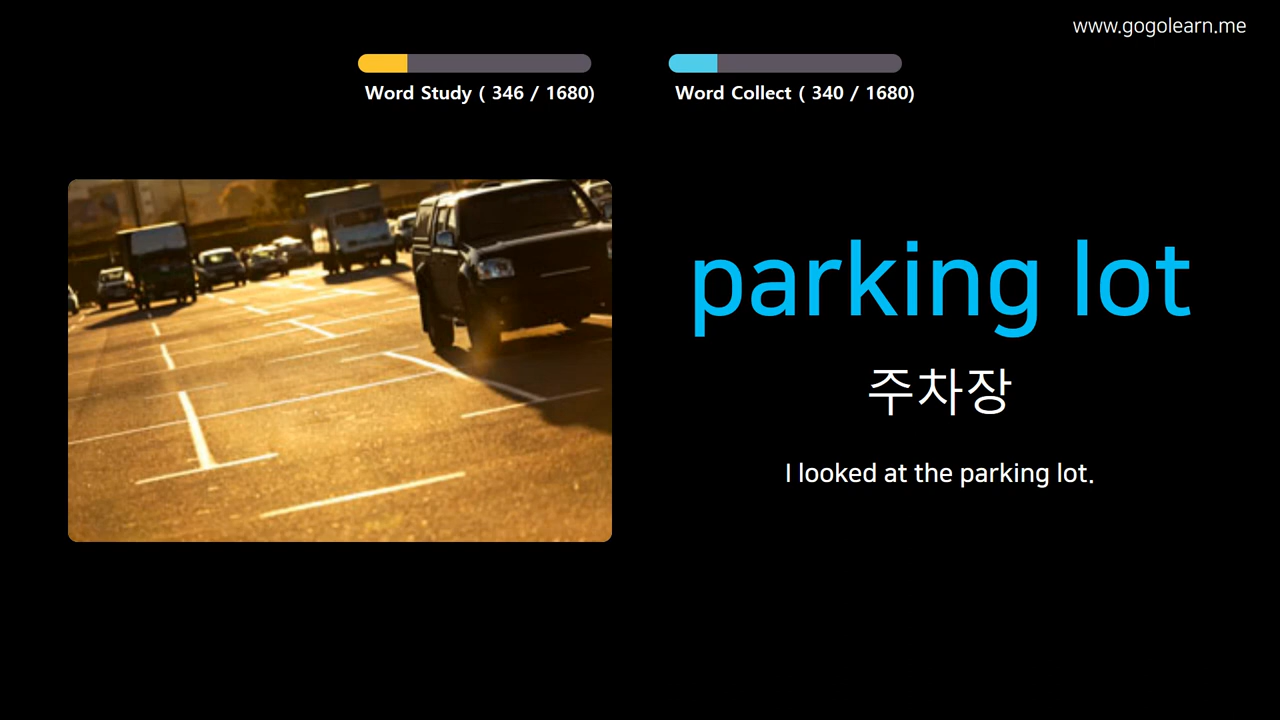 www.gogolearn.me
Word Study ( 346 / 1680)
Word Collect ( 340 / 1680)
parking lot
주차장
I looked at the parking lot.